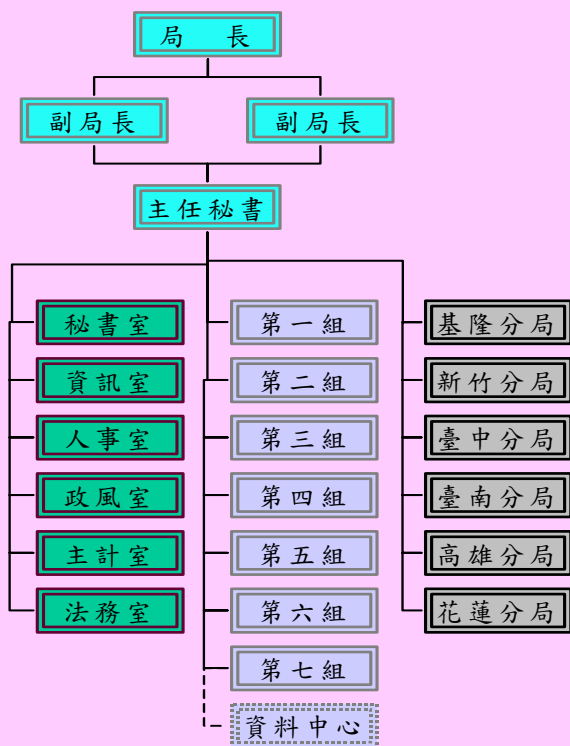 局 長
副局長 副局長
主任秘書
秘書室 第一組 基隆分局
資訊室 第二組 新竹分局
人事室 第三組 臺中分局
政風室 第四組 臺南分局
主計室 第五組 高雄分局
法務室 第六組 花蓮分局
第七組
資料中心